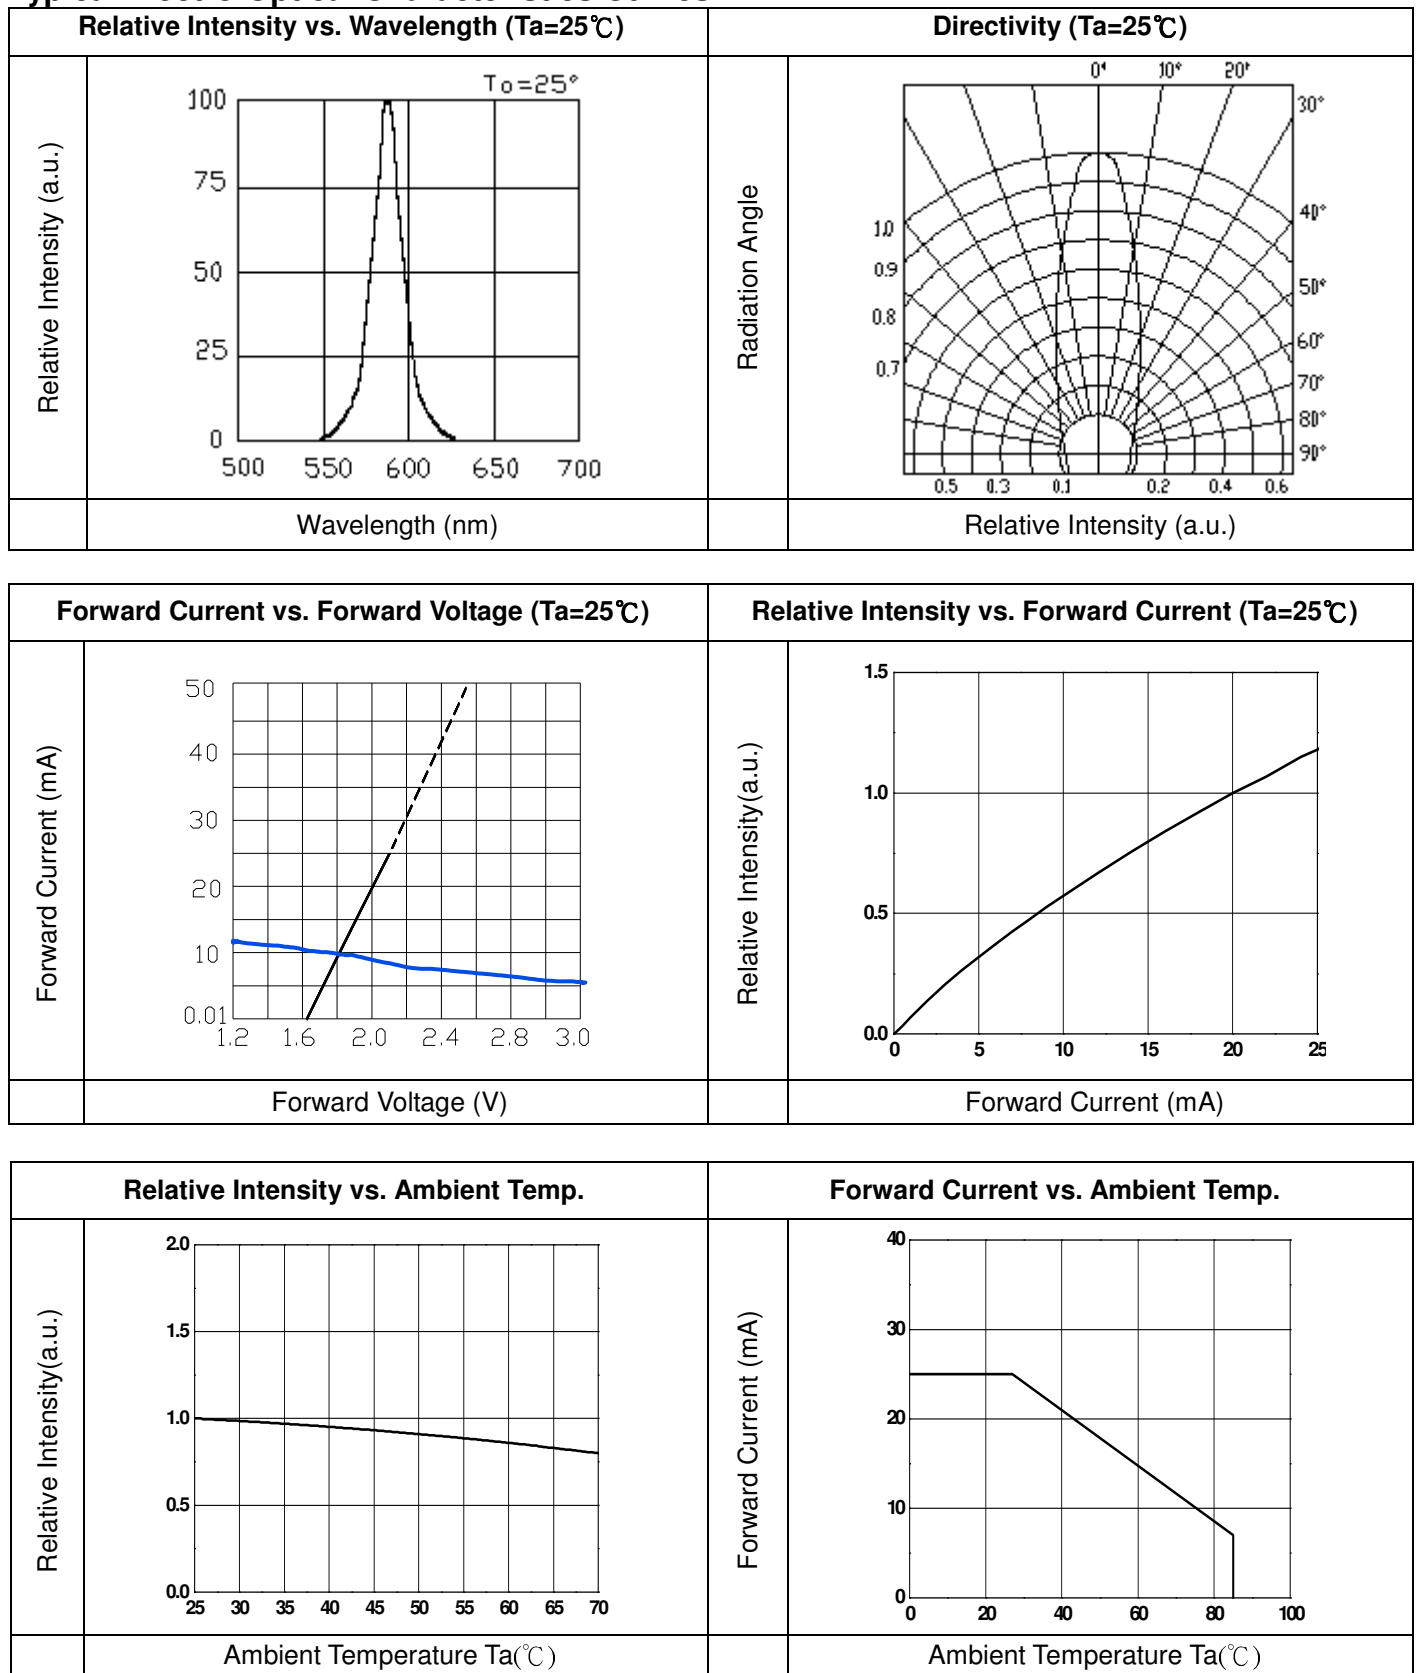 Relative Intensity vs. Wavelength (Ta=25℃)
Directivity (Ta=25℃)
Relative Intensity (a.u.)
To=25°
100
75
50
25
0
500 550 600 650 700
Wavelength (nm)
Radiation Angle
0° 10° 20°
30°
40°
50°
60°
70°
80°
90°
1.0
0.9
0.8
0.7
0.5 0.3 0.1 0.2 0.4 0.6
Relative Intensity (a.u.)
Forward Current vs. Forward Voltage (Ta=25℃)
Relative Intensity vs. Forward Current (Ta=25℃)
Forward Current (mA)
50
40
30
20
10
0.01
1.2 1.6 2.0 2.4 2.8 3.0
Forward Voltage (V)
Relative Intensity(a.u.)
1.5
1.0
0.5
0.0
0 5 10 15 20 25
Forward Current (mA)
Relative Intensity vs. Ambient Temp.
Forward Current vs. Ambient Temp.
Relative Intensity(a.u.)
2.0
1.5
1.0
0.5
0.0
25 30 35 40 45 50 55 60 65 70
Ambient Temperature Ta(℃)
Forward Current (mA)
40
30
20
10
0
0 20 40 60 80 100
Ambient Temperature Ta(℃)